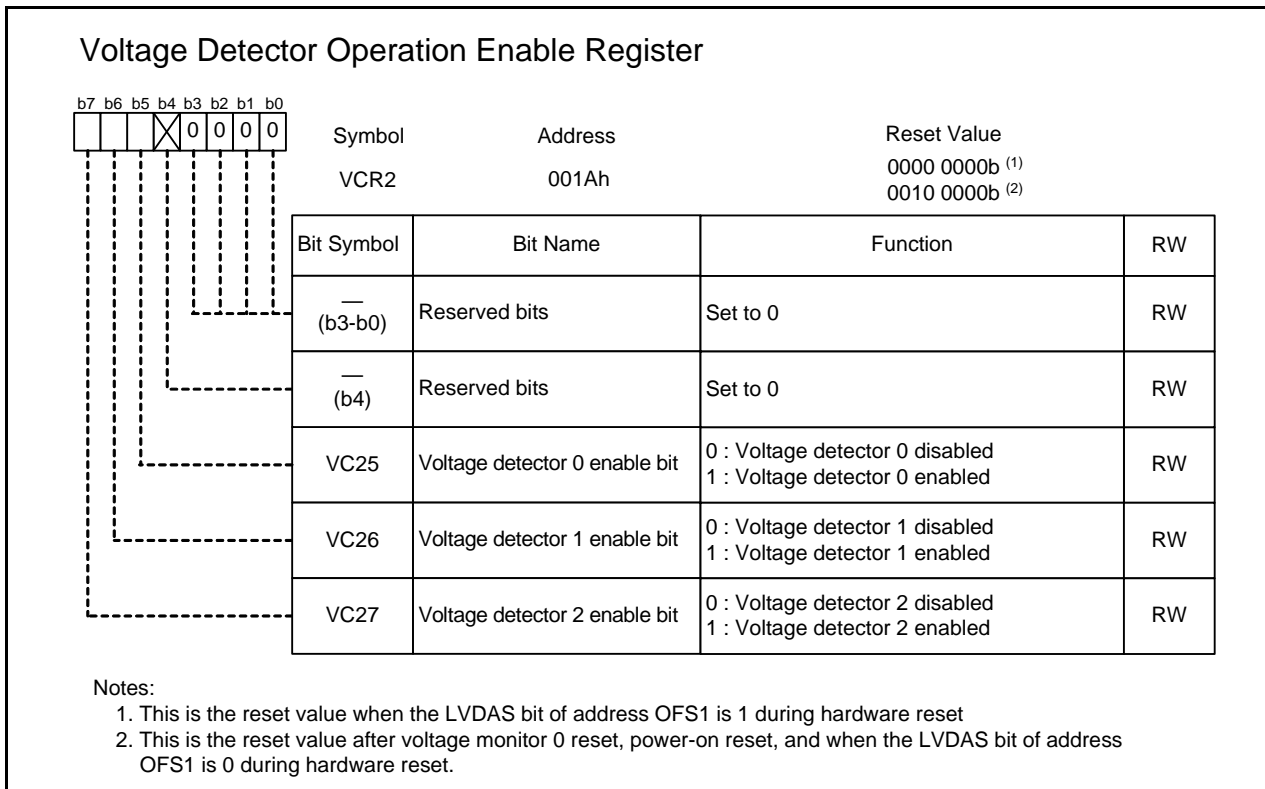 Voltage Detector Operation Enable Register
b7 b6 b5 b4 b3 b2 b1 b0
0 0 0 0
Symbol Address Reset Value
VCR2 001Ah 0000 0000b (1)
0010 0000b (2)
Bit Symbol Bit Name Function RW
—
(b3-b0) Reserved bits Set to 0 RW
—
(b4) Reserved bits Set to 0 RW
VC25 Voltage detector 0 enable bit 0 : Voltage detector 0 disabled RW
1 : Voltage detector 0 enabled
VC26 Voltage detector 1 enable bit 0 : Voltage detector 1 disabled RW
1 : Voltage detector 1 enabled
VC27 Voltage detector 2 enable bit 0 : Voltage detector 2 disabled RW
1 : Voltage detector 2 enabled
Notes:
1. This is the reset value when the LVDAS bit of address OFS1 is 1 during hardware reset
2. This is the reset value after voltage monitor 0 reset, power-on reset, and when the LVDAS bit of address
OFS1 is 0 during hardware reset.